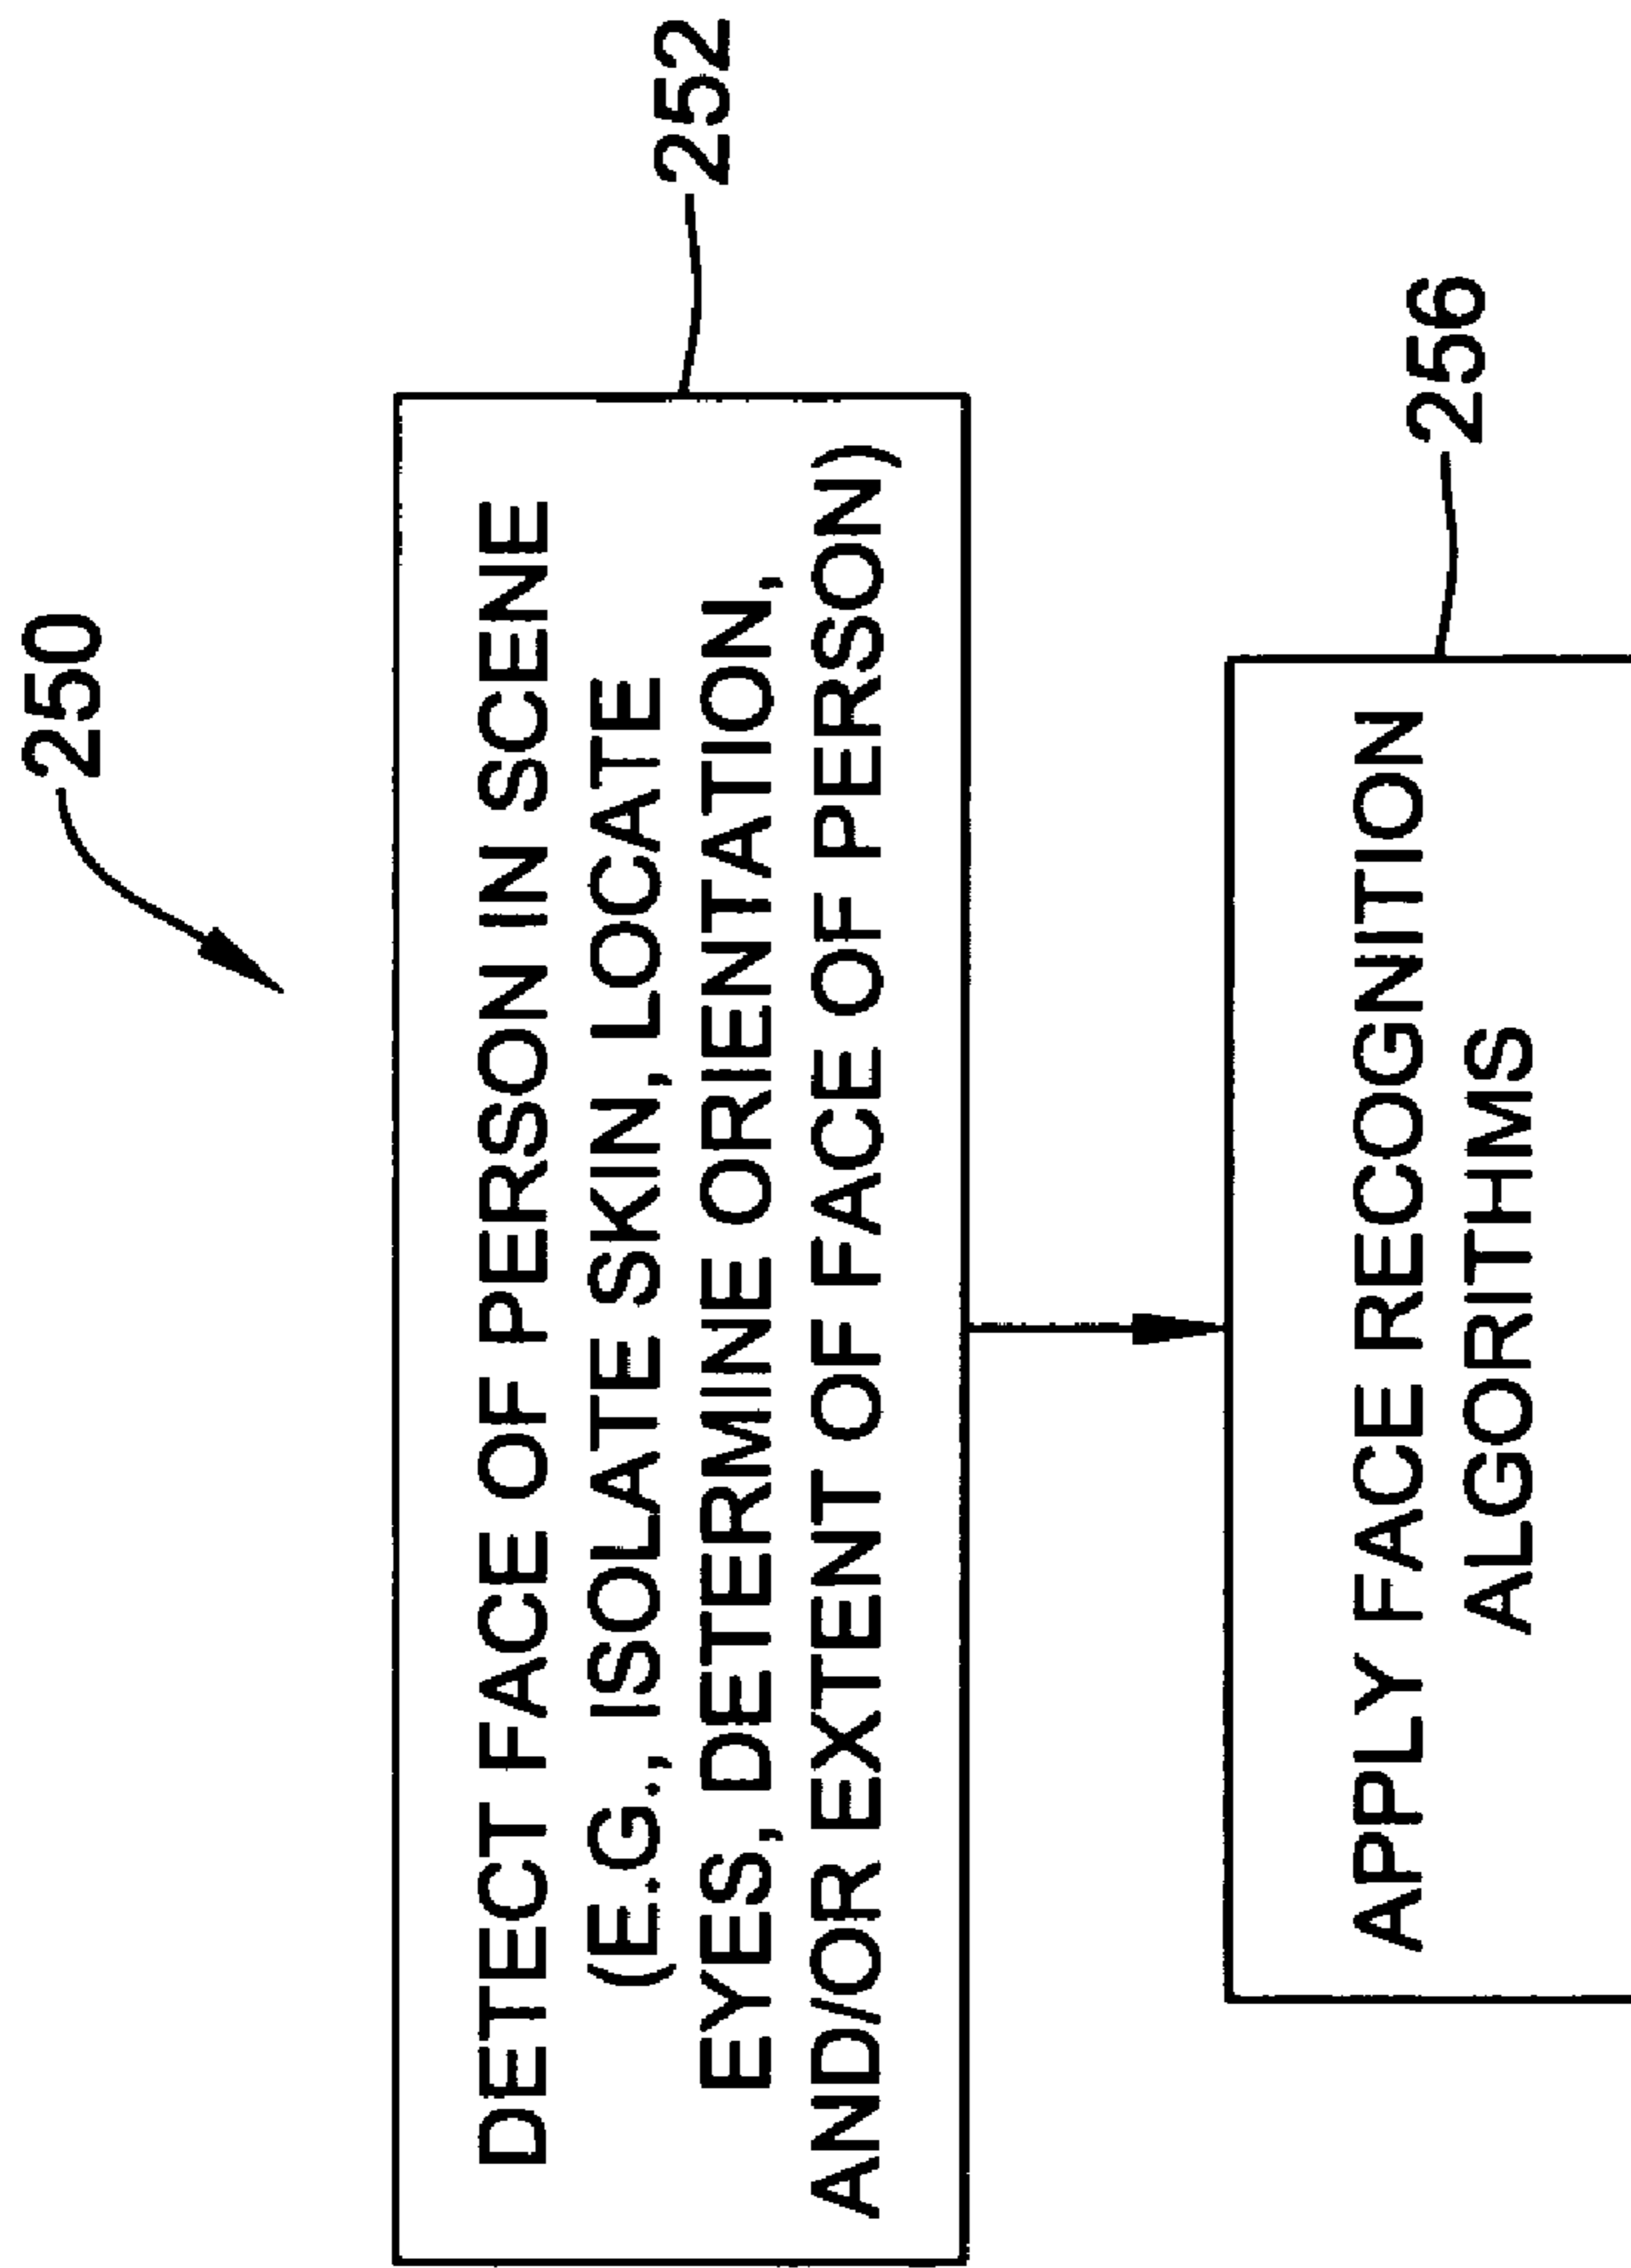 250
DETECT FACE OF PERSON IN SCENE
(E.G., ISOLATE SKIN, LOCATE
EYES, DETERMINE ORIENTATION,
AND/OR EXTENT OF FACE OF PERSON)
252
APPLY FACE RECOGNITION
ALGORITHMS
256